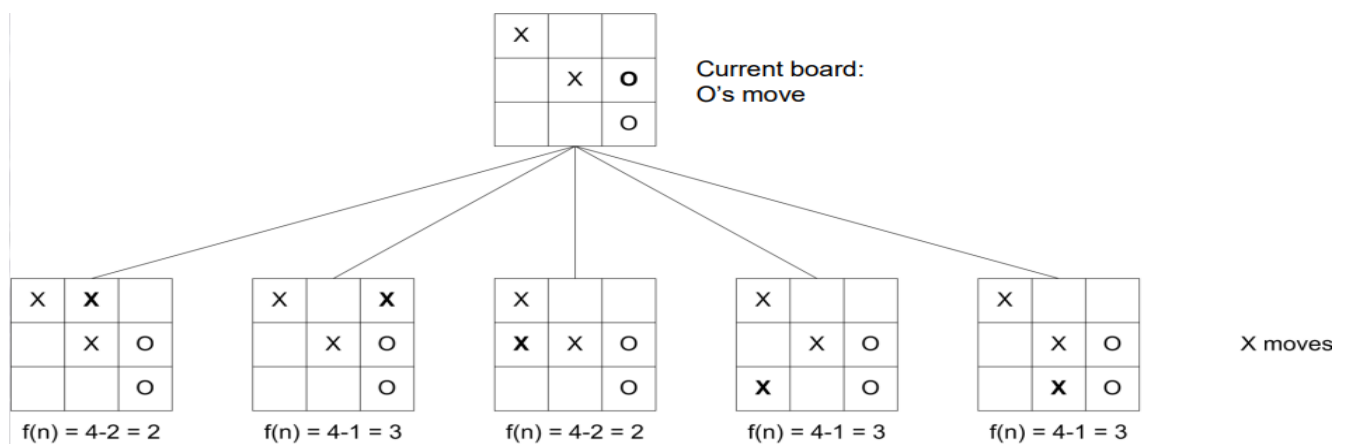 X
Current board:
X O
O's move
O
X X
X X
X
X
X
X O
X O
X X O
X O
X O
X moves
O
O
O
X O
X O
f(n) = 4-2 = 2
f(n) = 4-1 = 3
f(n) = 4-2 = 2
f(n) = 4-1 = 3
f(n) = 4-1 = 3